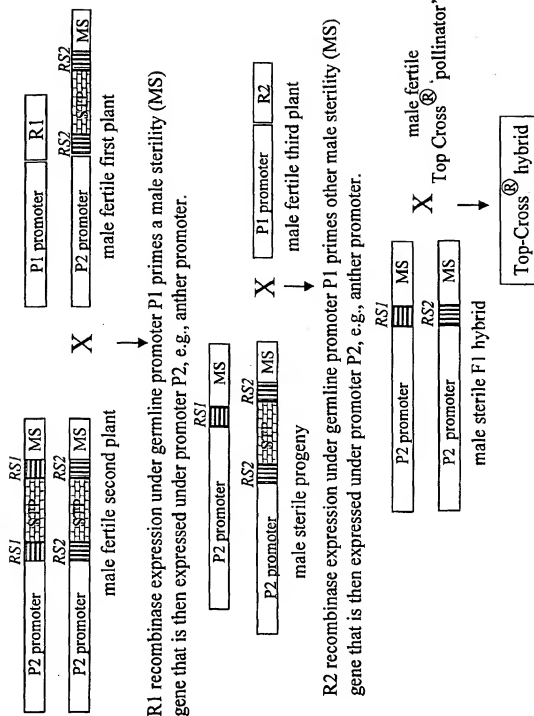 RS1 RS1
P2 promoter STP MS
RS2 RS2
P2 promoter STP MS
male fertile second plant
X
P1 promoter R1
RS2 RS2
P2 promoter STP MS
male fertile first plant
R1 recombinase expression under germline promoter P1 primes a male sterility (MS)
gene that is then expressed under promoter P2, e.g., anther promoter.
RS1
P2 promoter MS
RS2 RS2
P2 promoter STP MS
male sterile progeny
X
P1 promoter R2
male fertile third plant
R2 recombinase expression under germline promoter P1 primes other male sterility (MS)
gene that is then expressed under promoter P2, e.g., anther promoter.
RS1
P2 promoter MS
RS2
P2 promoter MS
male sterile F1 hybrid
X
male fertile
Top Cross® 'pollinator'
Top-Cross® hybrid